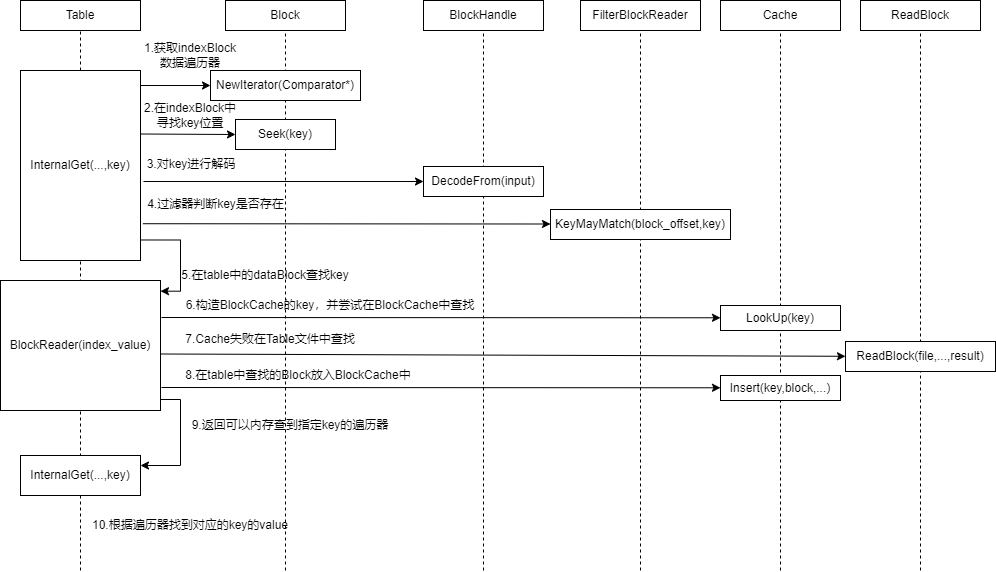 Table
Block
BlockHandle
FilterBlockReader
Cache
ReadBlock
1.获取indexBlock
数据遍历器
NewIterator(Comparator*)
2.在indexBlock中
寻找key位置
Seek(key)
InternalGet(...,key)
3.对key进行解码
DecodeFrom(input)
4.过滤器判断key是否存在
KeyMayMatch(block_offset,key)
5.在table中的dataBlock查找key
6.构造BlockCache的key，并尝试在BlockCache中查找
LookUp(key)
BlockReader(index_value)
7.Cache失败在Table文件中查找
ReadBlock(file,...,result)
8.在table中查找的Block放入BlockCache中
Insert(key,block,...)
9.返回可以内存查到指定key的遍历器
InternalGet(...,key)
10.根据遍历器找到对应的key的value